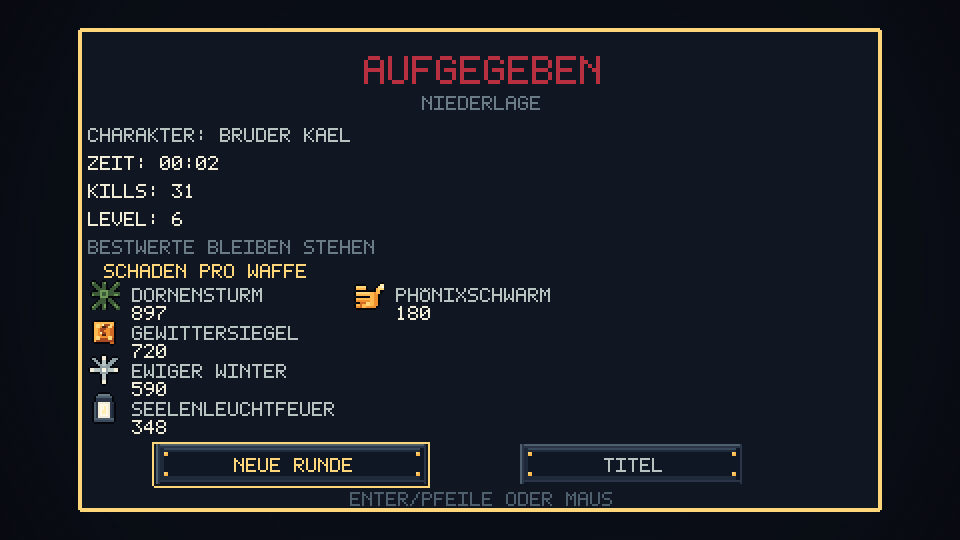 AUFGEGEBEN
NIEDERLAGE
CHARAKTER: BRUDER KAEL
ZEIT: 00:02
KILLS: 31
LEVEL: 6
BESTWERTE BLEIBEN STEHEN
SCHADEN PRO WAFFE
DORNENSTURM
897
PHÖNIXSCHWARM
180
GEWITTERSIEGEL
720
EWIGER WINTER
590
SEELENLEUCHTFEUER
348
NEUE RUNDE
TITEL
ENTER/PFEILE ODER MAUS